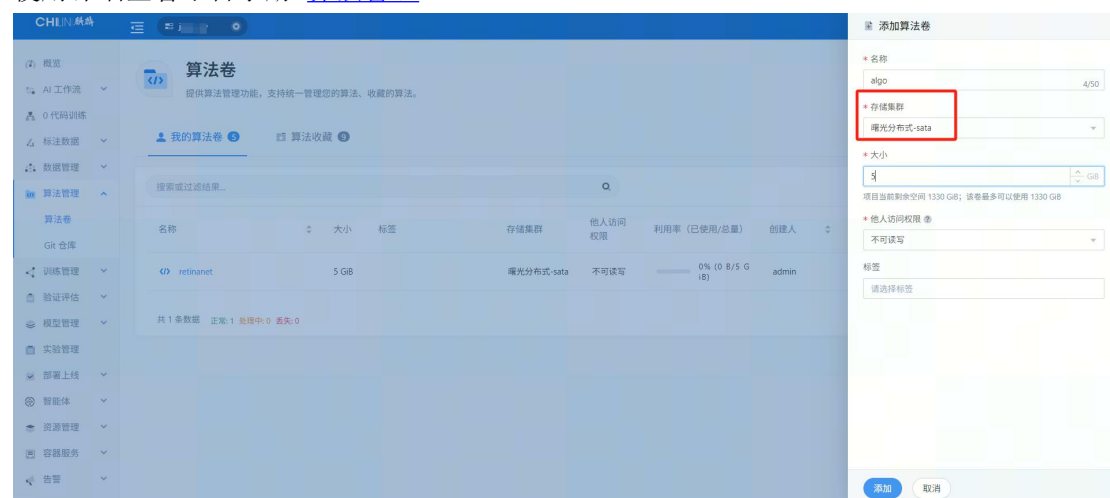 CHILIN
概览
AI 工作流
0 代码训练
标注数据
数据管理
算法管理
算法卷
Git 仓库
训练管理
验证评估
模型管理
实验管理
部署上线
智能体
资源管理
容器服务
告警
算法卷
提供算法管理功能，支持统一管理您的算法、收藏的算法。
我的算法卷 5
算法收藏 9
搜索或过滤结果...
名称 大小 标签 存储集群 他人访问权限 利用率（已使用/总量） 创建人
retinanet 5 GiB 曙光分布式-sata 不可读写 0% (0 B/5 GiB) admin
共 1 条数据 正常: 1 处理中: 0 丢失: 0
添加算法卷
* 名称
algo
4/50
* 存储集群
曙光分布式-sata
* 大小
5 GiB
项目当前剩余空间 1330 GiB；该卷最多可以使用 1330 GiB
* 他人访问权限
不可读写
标签
请选择标签
添加 取消